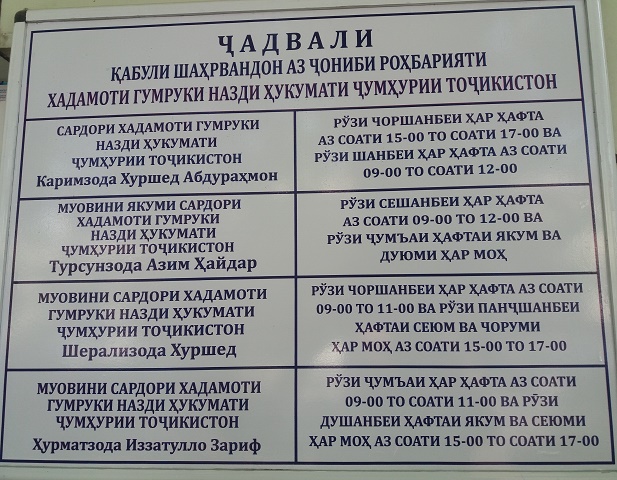 ҶАДВАЛИ
ҚАБУЛИ ШАҲРВАНДОН АЗ ҶОНИБИ РОҲБАРИЯТИ
ХАДАМОТИ ГУМРУКИ НАЗДИ ҲУКУМАТИ ҶУМҲУРИИ ТОҶИКИСТОН
САРДОРИ ХАДАМОТИ ГУМРУКИ
НАЗДИ ҲУКУМАТИ
ҶУМҲУРИИ ТОҶИКИСТОН
Каримзода Хуршед Абдураҳмон
РӮЗИ ЧОРШАНБЕИ ҲАР ҲАФТА
АЗ СОАТИ 15-00 ТО СОАТИ 17-00 ВА
РӮЗИ ШАНБЕИ ҲАР ҲАФТА АЗ СОАТИ
09-00 ТО СОАТИ 12-00
МУОВИНИ ЯКУМИ САРДОРИ
ХАДАМОТИ ГУМРУКИ
НАЗДИ ҲУКУМАТИ
ҶУМҲУРИИ ТОҶИКИСТОН
Турсунзода Азим Ҳайдар
РӮЗИ СЕШАНБЕИ ҲАР ҲАФТА
АЗ СОАТИ 09-00 ТО 12-00 ВА
РӮЗИ ҶУМЪАИ ҲАФТАИ ЯКУМ ВА
ДУЮМИ ҲАР МОҲ
МУОВИНИ САРДОРИ ХАДАМОТИ
ГУМРУКИ НАЗДИ ҲУКУМАТИ
ҶУМҲУРИИ ТОҶИКИСТОН
Шерализода Хуршед
РӮЗИ ЧОРШАНБЕИ ҲАР ҲАФТА АЗ СОАТИ
09-00 ТО 11-00 ВА РӮЗИ ПАНҶШАНБЕИ
ҲАФТАИ СЕЮМ ВА ЧОРУМИ
ҲАР МОҲ АЗ СОАТИ 15-00 ТО 17-00
МУОВИНИ САРДОРИ ХАДАМОТИ
ГУМРУКИ НАЗДИ ҲУКУМАТИ
ҶУМҲУРИИ ТОҶИКИСТОН
Ҳурматзода Иззатулло Зариф
РӮЗИ ҶУМЪАИ ҲАР ҲАФТА АЗ СОАТИ
09-00 ТО СОАТИ 11-00 ВА РӮЗИ
ДУШАНБЕИ ҲАФТАИ ЯКУМ ВА СЕЮМИ
ҲАР МОҲ АЗ СОАТИ 15-00 ТО СОАТИ 17-00